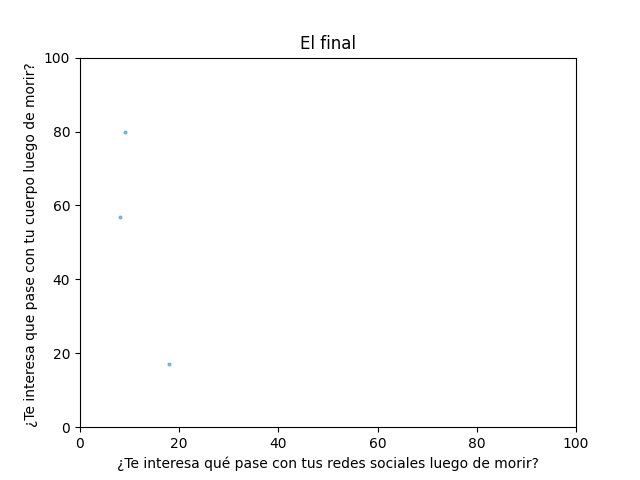 El final
¿Te interesa que pase con tu cuerpo luego de morir?
100
80
60
40
20
0
0 20 40 60 80 100
¿Te interesa qué pase con tus redes sociales luego de morir?